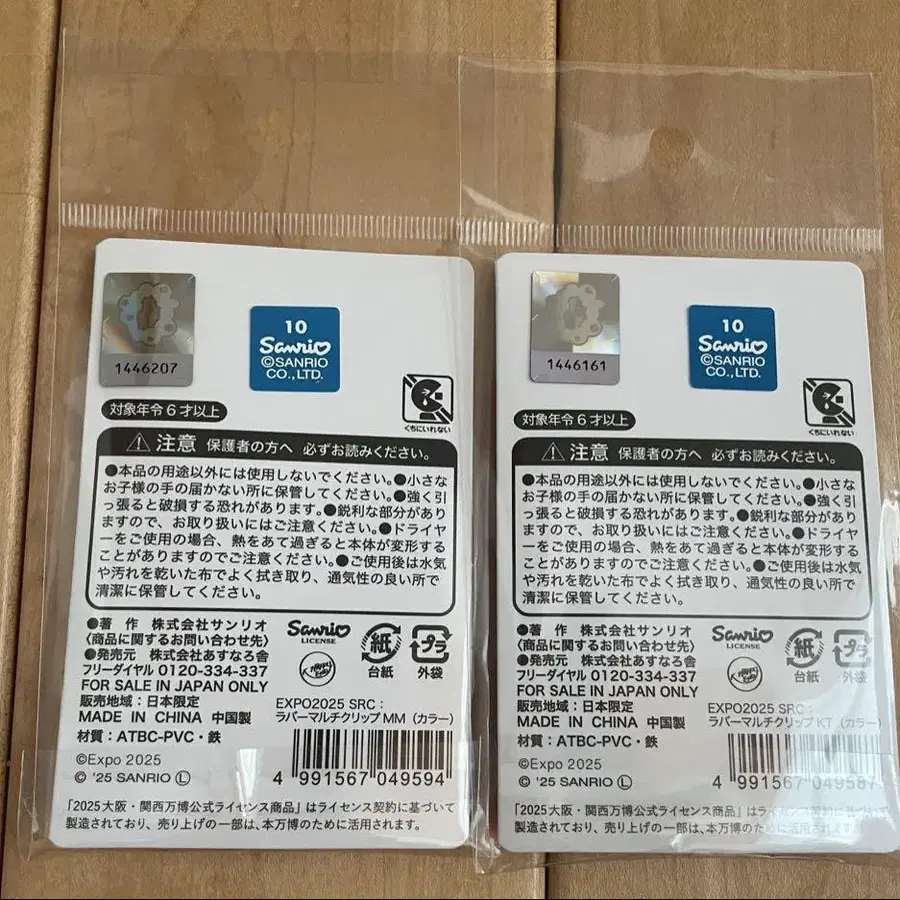 1446207
10
Sanrio
©SANRIO
CO.,LTD.
くちにいれない
対象年令6才以上
⚠注意 保護者の方へ 必ずお読みください。
●本品の用途以外には使用しないでください。●小さな
お子様の手の届かない所に保管してください。●強く引
っ張ると破損する恐れがあります。●鋭利な部分があり
ますので、お取り扱いにはご注意ください。●ドライヤ
ーをご使用の場合、熱をあて過ぎると本体が変形する
ことがありますのでご注意ください。●ご使用後は水気
や汚れを乾いた布でよく拭き取り、通気性の良い所で
清潔に保管してください。
●著 作 株式会社サンリオ
〈商品に関するお問い合わせ先〉
●発売元 株式会社あすなろ舎
フリーダイヤル 0120-334-337
FOR SALE IN JAPAN ONLY
販売地域:日本限定
MADE IN CHINA 中国製
材質:ATBC-PVC・鉄
©Expo 2025
© '25 SANRIO Ⓛ
Sanrio
LICENSE
紙
台紙
プラ
外袋
EXPO2025 SRC:
ラバーマルチクリップ MM (カラー)
4 991567 049594
「2025大阪・関西万博公式ライセンス商品」はライセンス契約に基づいて
製造されており、売り上げの一部は、本万博のために活用されます。
1446161
10
Sanrio
©SANRIO
CO.,LTD.
くちにいれない
対象年令6才以上
⚠注意 保護者の方へ 必ずお読みください。
●本品の用途以外には使用しないでください。●小さな
お子様の手の届かない所に保管してください。●強く引
っ張ると破損する恐れがあります。●鋭利な部分があり
ますので、お取り扱いにはご注意ください。●ドライヤ
ーをご使用の場合、熱をあて過ぎると本体が変形する
ことがありますのでご注意ください。●ご使用後は水気
や汚れを乾いた布でよく拭き取り、通気性の良い所で
清潔に保管してください。
●著 作 株式会社サンリオ
〈商品に関するお問い合わせ先〉
●発売元 株式会社あすなろ舎
フリーダイヤル 0120-334-337
FOR SALE IN JAPAN ONLY
販売地域:日本限定
MADE IN CHINA 中国製
材質:ATBC-PVC・鉄
©Expo 2025
© '25 SANRIO Ⓛ
Sanrio
LICENSE
紙
台紙
プラ
外袋
EXPO2025 SRC:
ラバーマルチクリップ KT (カラー)
4 991567 049587
「2025大阪・関西万博公式ライセンス商品」はライセンス契約に基づいて
製造されており、売り上げの一部は、本万博のために活用されます。